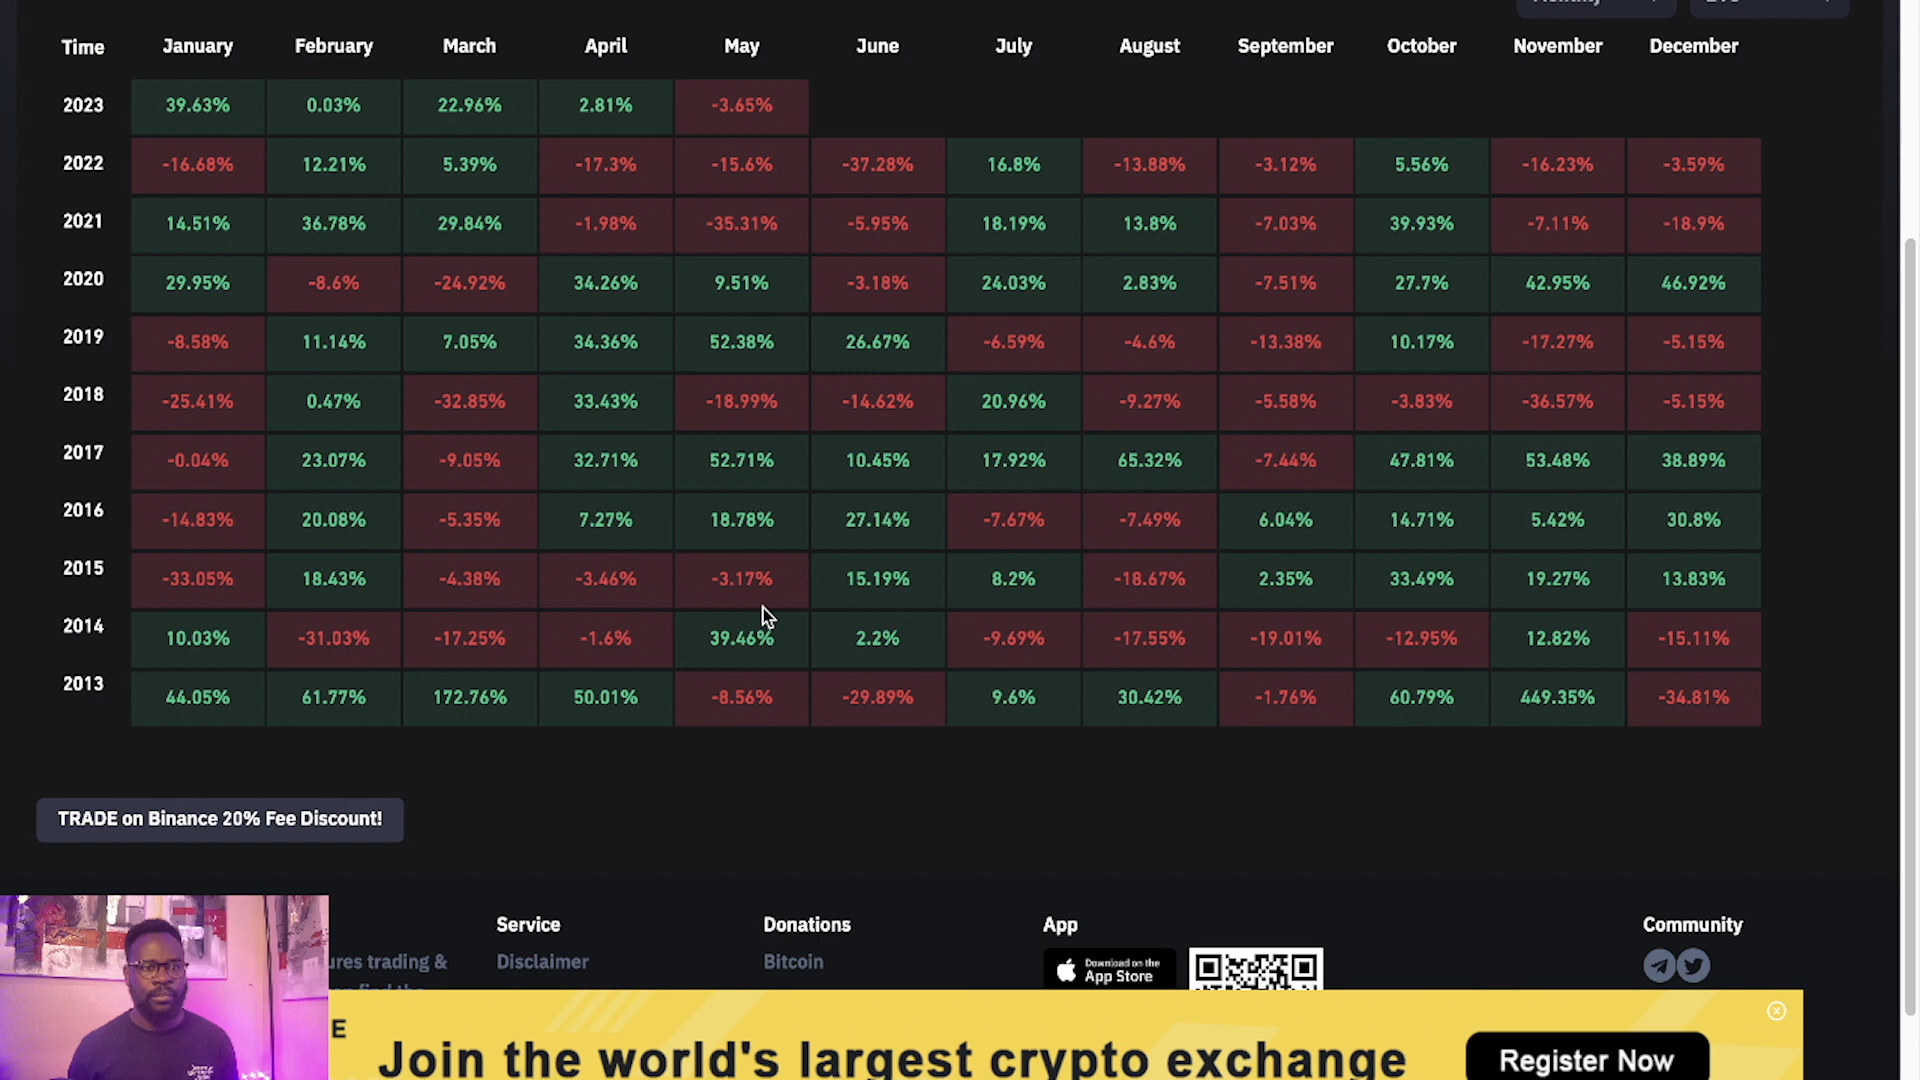 Time January February March April May June July August September October November December
2023 39.63% 0.03% 22.96% 2.81% -3.65%
2022 -16.68% 12.21% 5.39% -17.3% -15.6% -37.28% 16.8% -13.88% -3.12% 5.56% -16.23% -3.59%
2021 14.51% 36.78% 29.84% -1.98% -35.31% -5.95% 18.19% 13.8% -7.03% 39.93% -7.11% -18.9%
2020 29.95% -8.6% -24.92% 34.26% 9.51% -3.18% 24.03% 2.83% -7.51% 27.7% 42.95% 46.92%
2019 -8.58% 11.14% 7.05% 34.36% 52.38% 26.67% -6.59% -4.6% -13.38% 10.17% -17.27% -5.15%
2018 -25.41% 0.47% -32.85% 33.43% -18.99% -14.62% 20.96% -9.27% -5.58% -3.83% -36.57% -5.15%
2017 -0.04% 23.07% -9.05% 32.71% 52.71% 10.45% 17.92% 65.32% -7.44% 47.81% 53.48% 38.89%
2016 -14.83% 20.08% -5.35% 7.27% 18.78% 27.14% -7.67% -7.49% 6.04% 14.71% 5.42% 30.8%
2015 -33.05% 18.43% -4.38% -3.46% -3.17% 15.19% 8.2% -18.67% 2.35% 33.49% 19.27% 13.83%
2014 10.03% -31.03% -17.25% -1.6% 39.46% 2.2% -9.69% -17.55% -19.01% -12.95% 12.82% -15.11%
2013 44.05% 61.77% 172.76% 50.01% -8.56% -29.89% 9.6% 30.42% -1.76% 60.79% 449.35% -34.81%
TRADE on Binance 20% Fee Discount!
Service Donations App Community
ures trading & Disclaimer Bitcoin
Download on the
App Store
E
Join the world's largest crypto exchange
Register Now